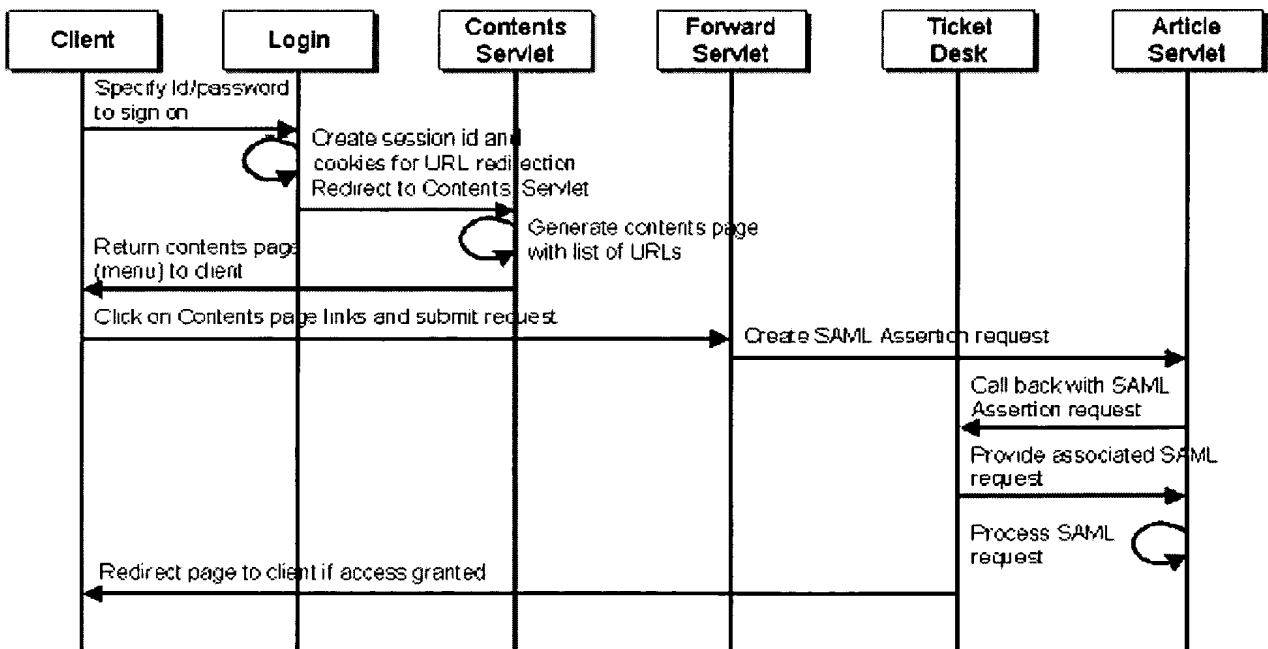 Client
Login
Contents
Servlet
Forward
Servlet
Ticket
Desk
Article
Servlet
Specify Id/password
to sign on
Create session id and
cookies for URL redirection
Redirect to Contents Servlet
Generate contents page
with list of URLs
Return contents page
(menu) to client
Click on Contents page links and submit request
Create SAML Assertion request
Call back with SAML
Assertion request
Provide associated SAML
request
Process SAML
request
Redirect page to client if access granted